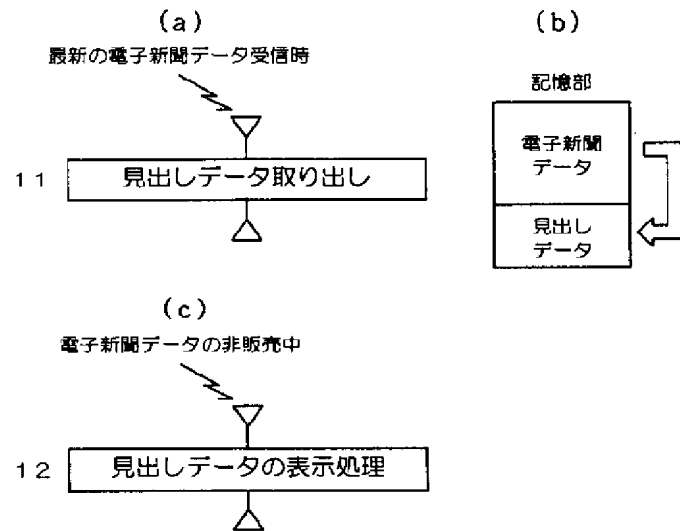 (a)
最新の電子新聞データ受信時
11
見出しデータ取り出し
(b)
記憶部
電子新聞
データ
見出し
データ
(c)
電子新聞データの非販売中
12
見出しデータの表示処理